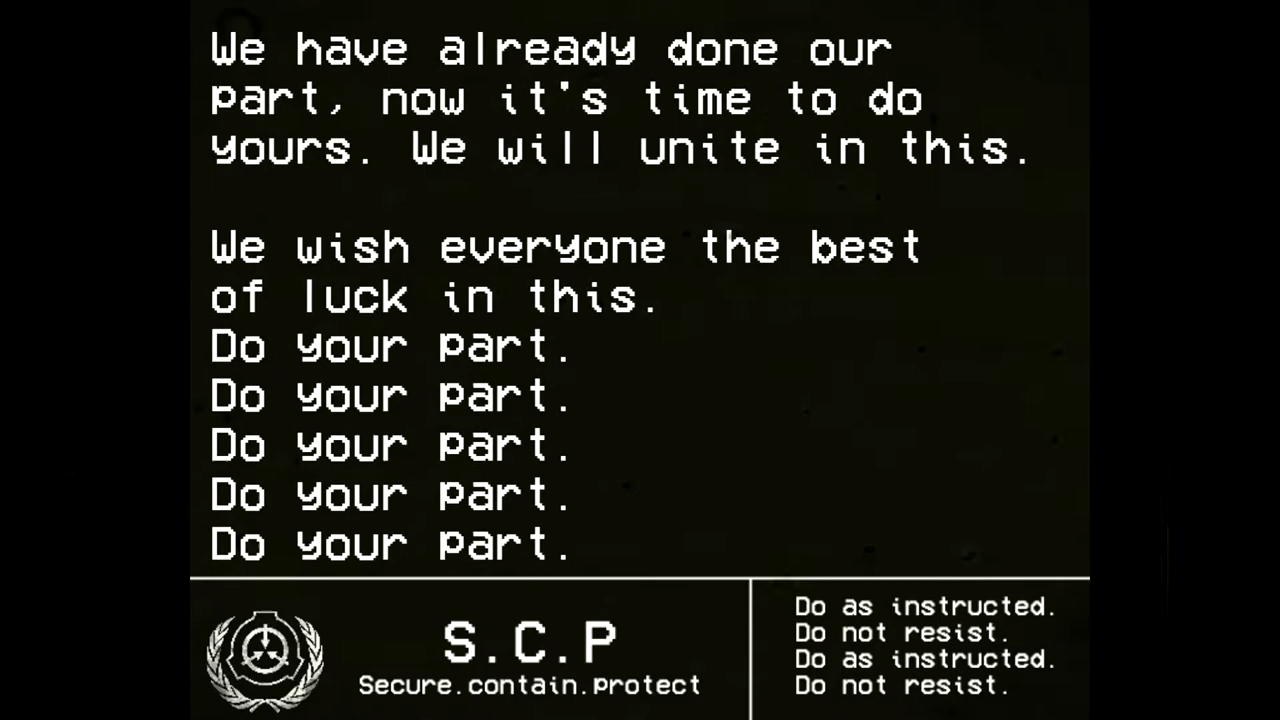 We have already done our
part, now it's time to do
yours. We will unite in this.
We wish everyone the best
of luck in this.
Do your part.
Do your part.
Do your part.
Do your part.
Do your part.
S.C.P
Secure.contain.protect
Do as instructed.
Do not resist.
Do as instructed.
Do not resist.